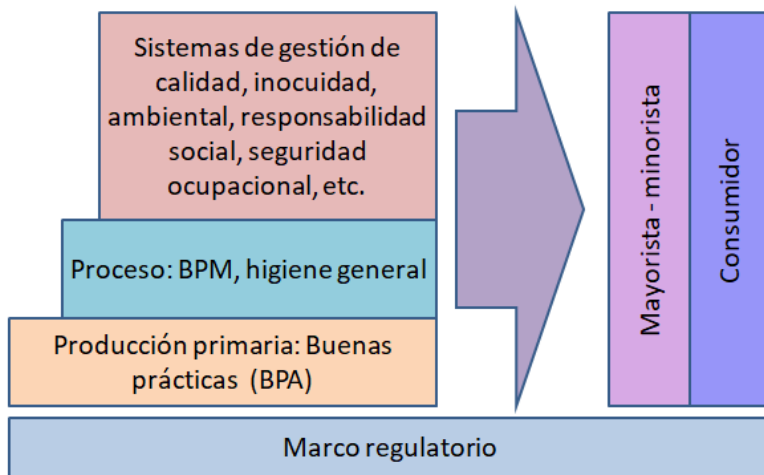 Sistemas de gestión de
calidad, inocuidad,
ambiental, responsabilidad
social, seguridad
ocupacional, etc.
Proceso: BPM, higiene general
Producción primaria: Buenas
prácticas (BPA)
Mayorista - minorista
Consumidor
Marco regulatorio